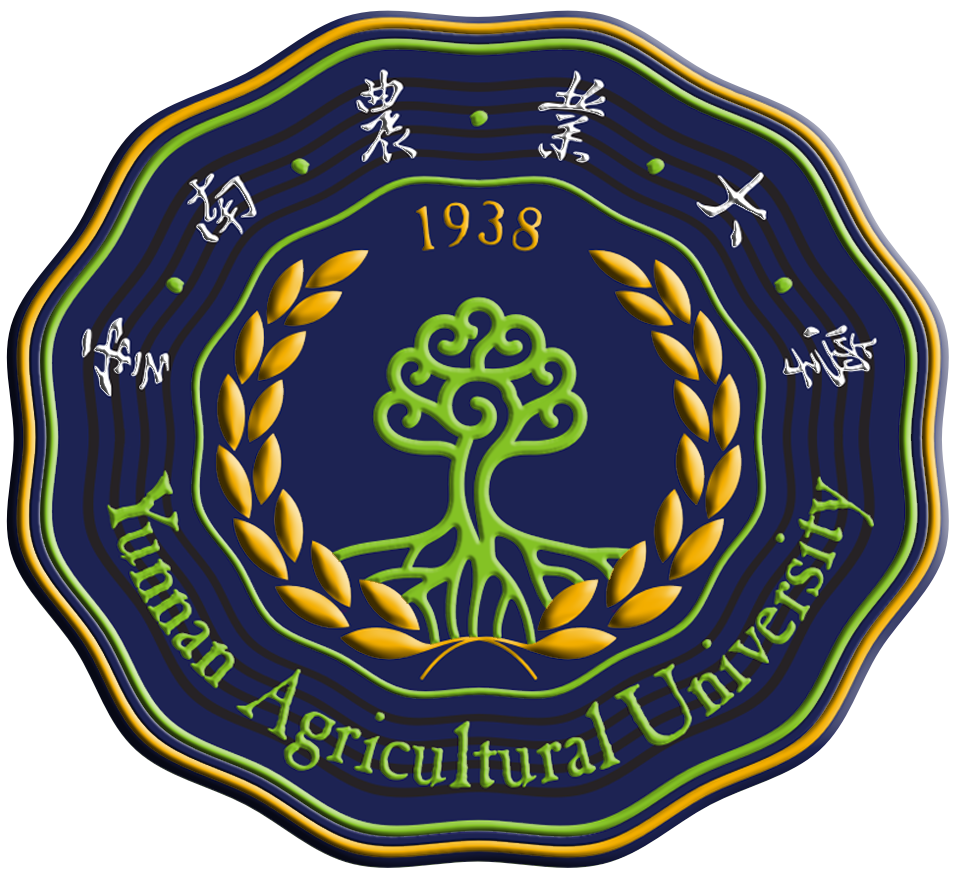 雲南農業大學
1938
Yunnan Agricultural University